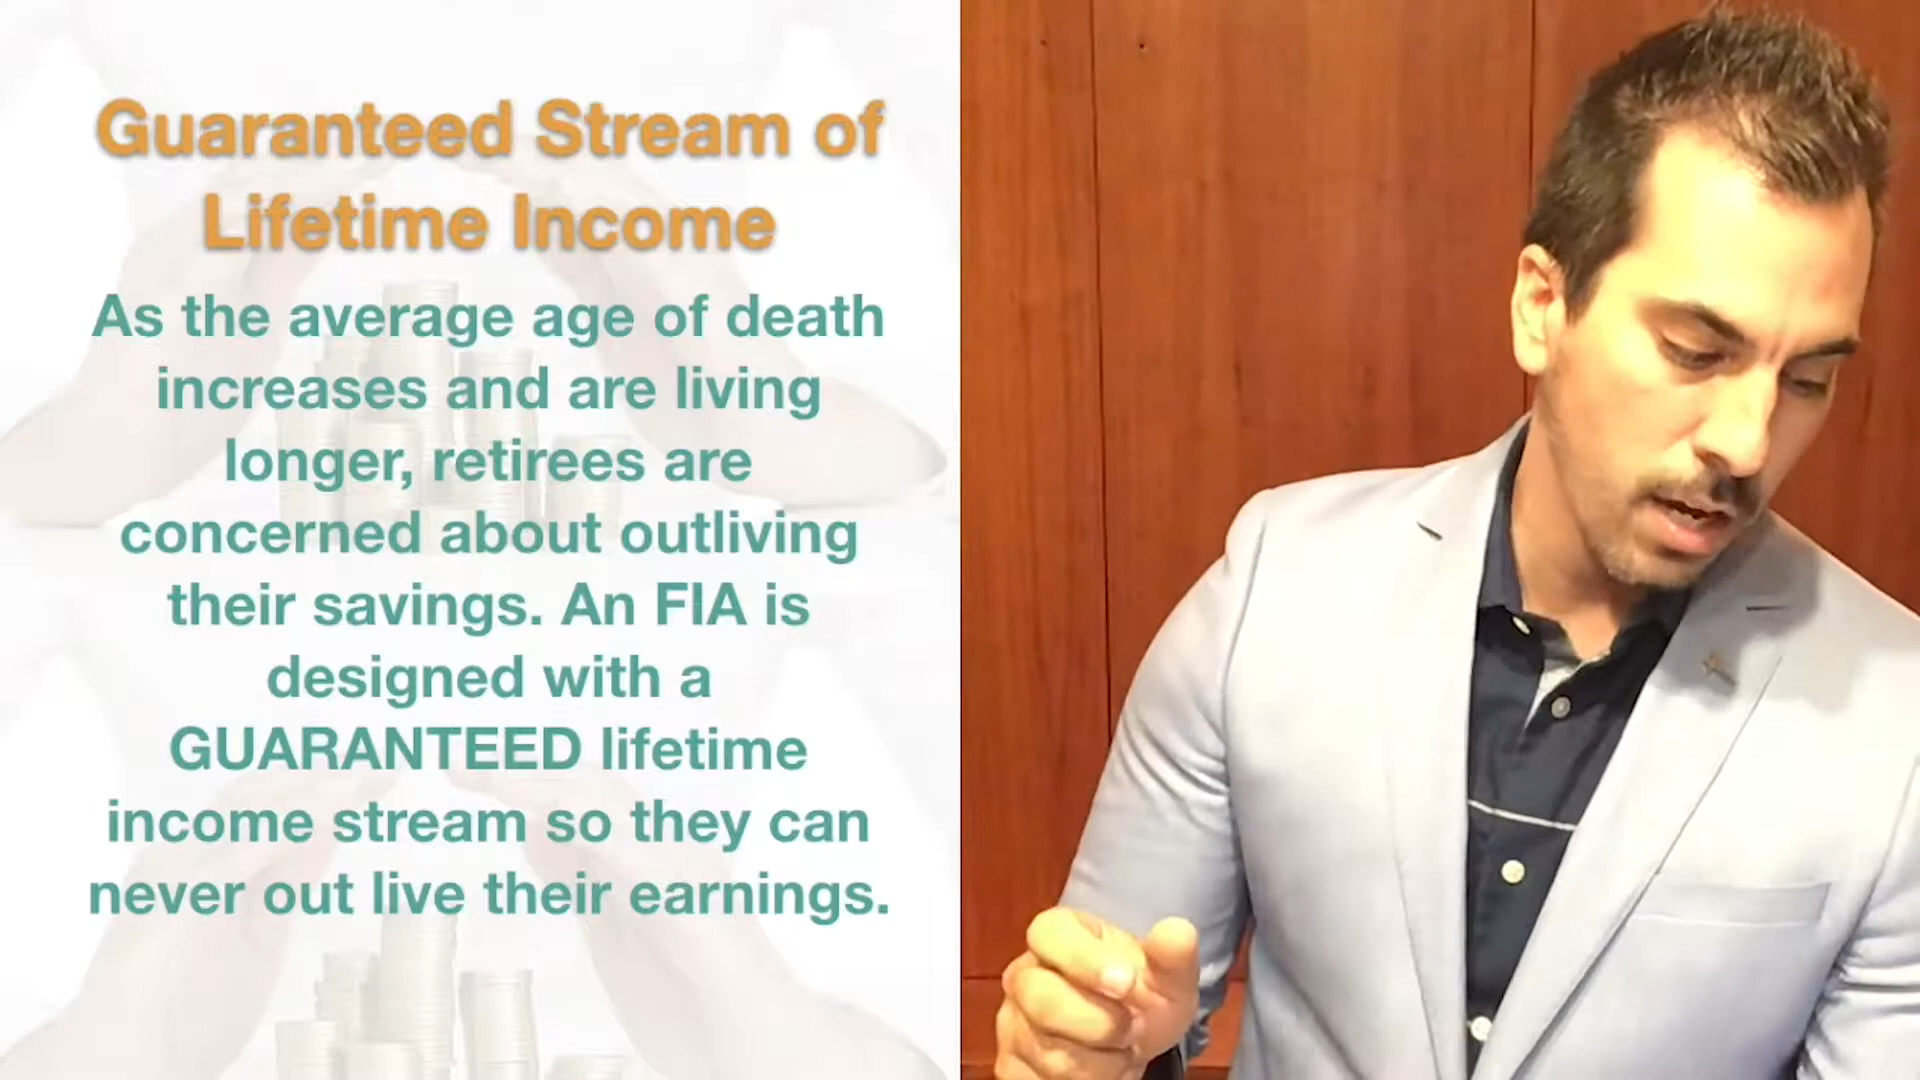 Guaranteed Stream of
Lifetime Income
As the average age of death
increases and are living
longer, retirees are
concerned about outliving
their savings. An FIA is
designed with a
GUARANTEED lifetime
income stream so they can
never out live their earnings.